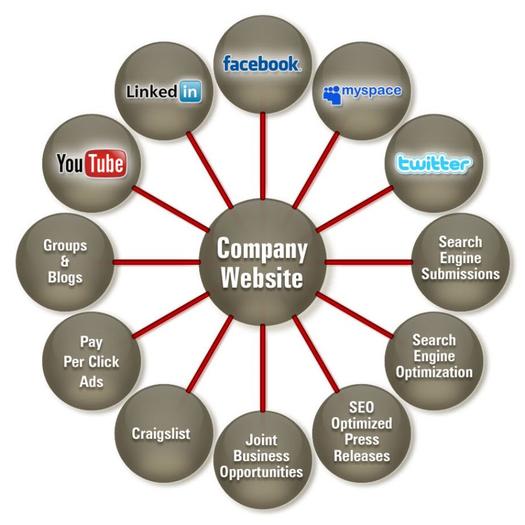 facebook
Linked in
myspace
YouTube
twitter
Groups
&
Blogs
Company
Website
Search
Engine
Submissions
Pay
Per Click
Ads
Search
Engine
Optimization
Craigslist
SEO
Optimized
Press
Releases
Joint
Business
Opportunities